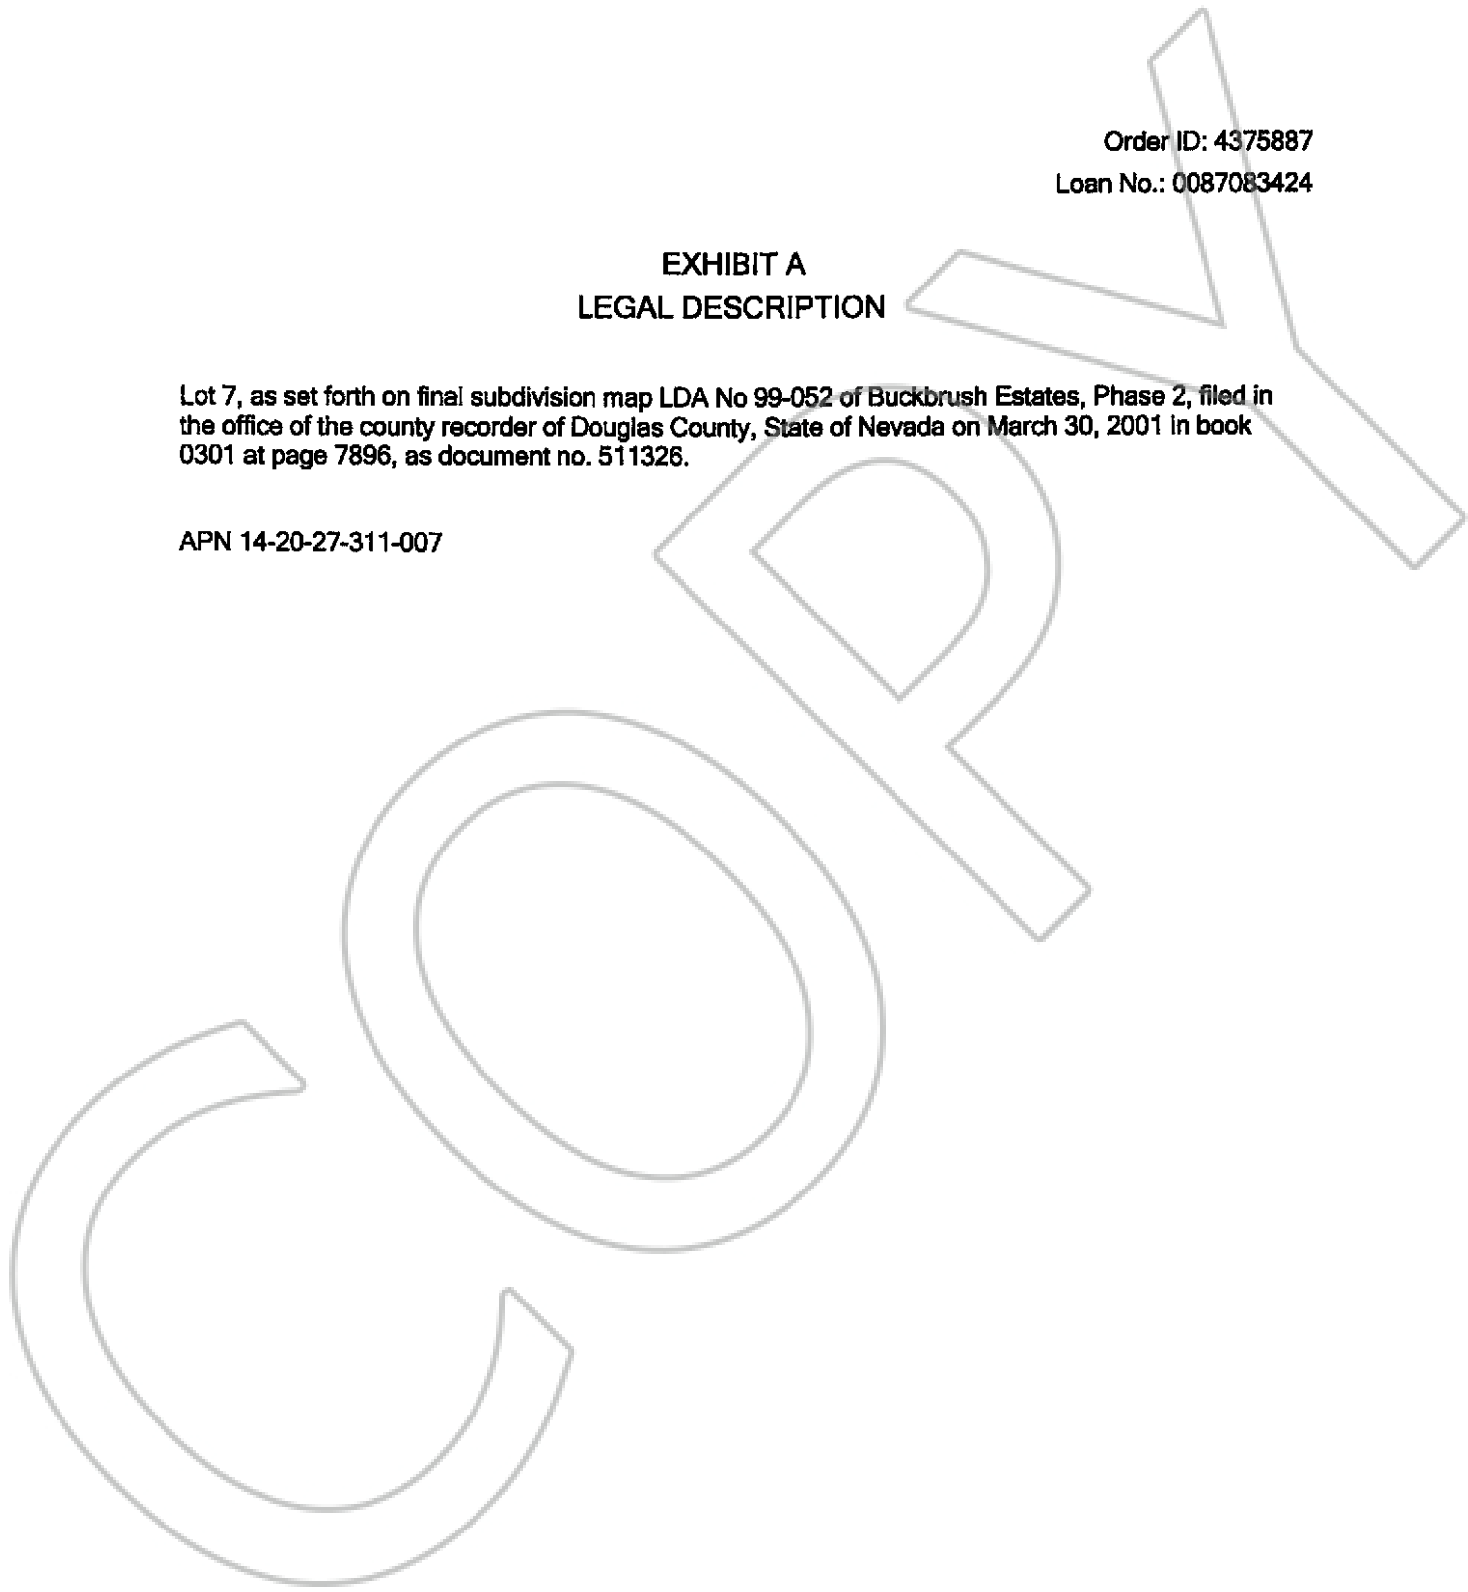 Order ID: 4375887
Loan No.: 0087083424
EXHIBIT A
LEGAL DESCRIPTION
Lot 7, as set forth on final subdivision map LDA No 99-052 of Buckbrush Estates, Phase 2, filed in
the office of the county recorder of Douglas County, State of Nevada on March 30, 2001 in book
0301 at page 7896, as document no. 511326.
APN 14-20-27-311-007
COPY